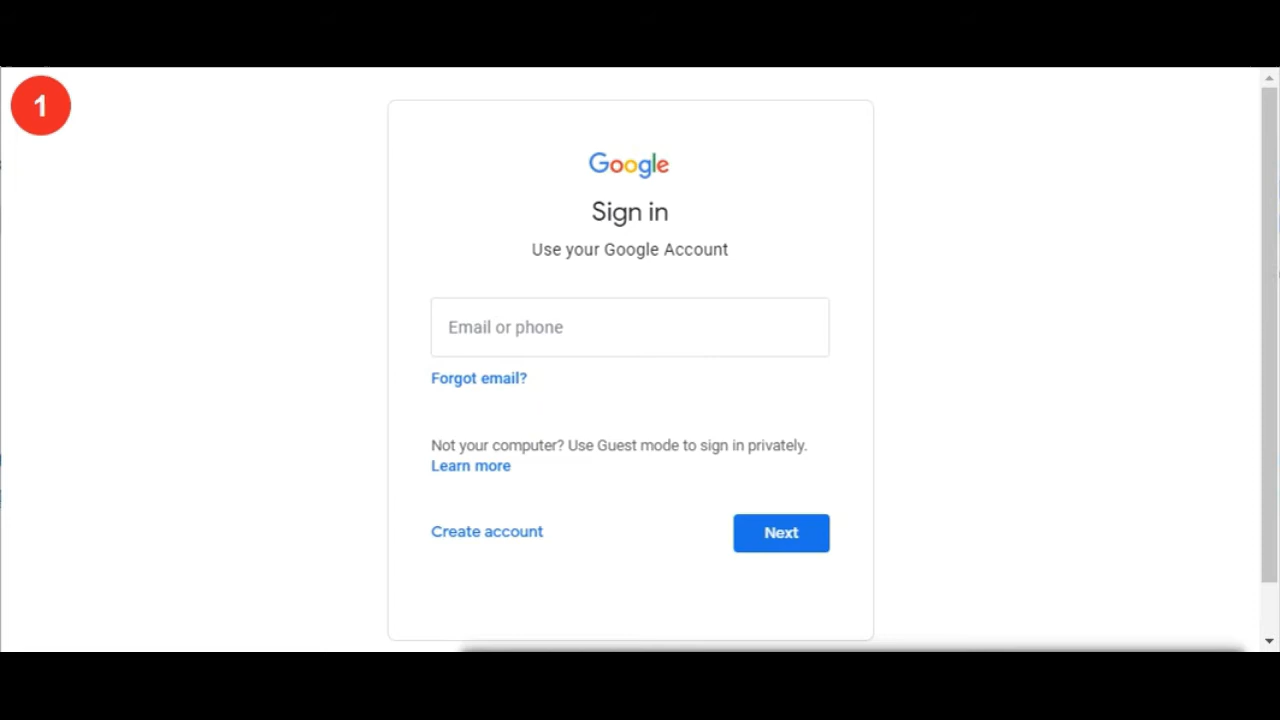 1
Google
Sign in
Use your Google Account
Email or phone
Forgot email?
Not your computer? Use Guest mode to sign in privately.
Learn more
Create account
Next